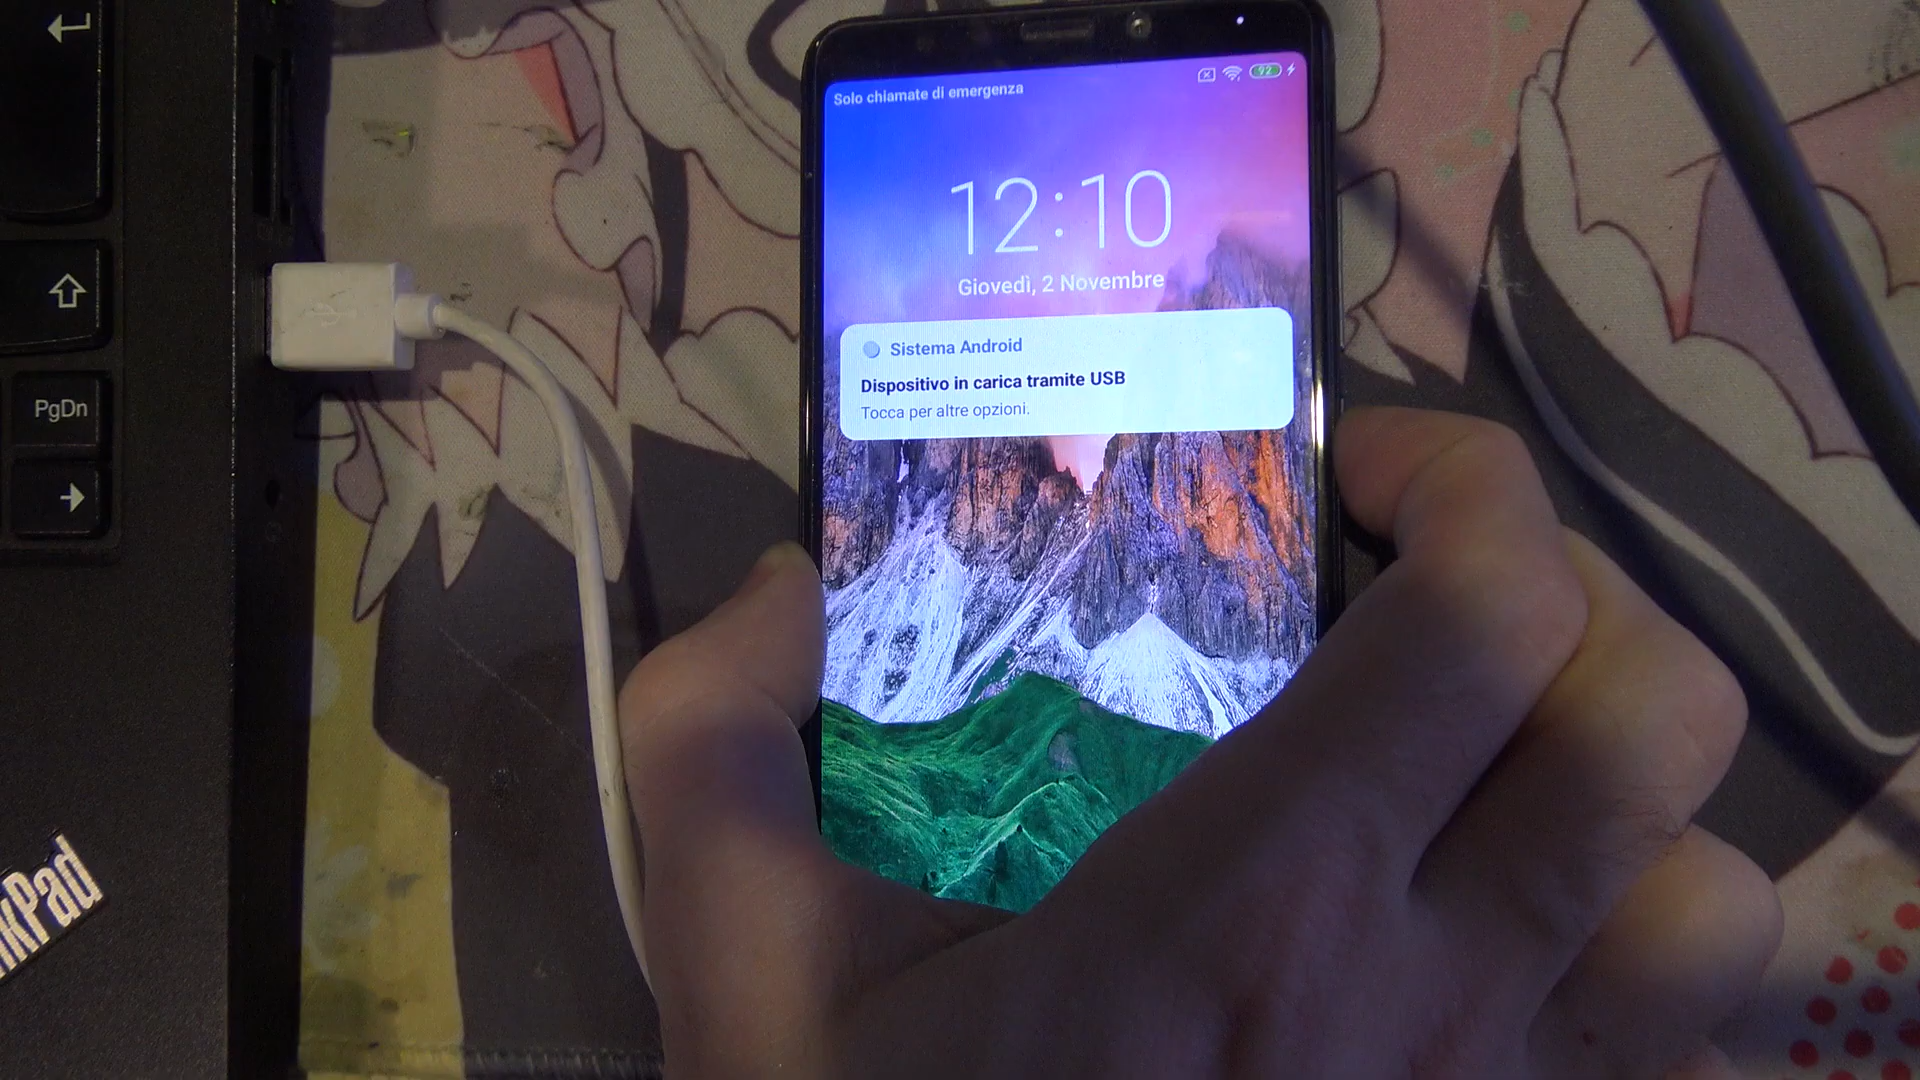 Solo chiamate di emergenza
92
12:10
Giovedì, 2 Novembre
Sistema Android
Dispositivo in carica tramite USB
Tocca per altre opzioni.
PgDn
kPad